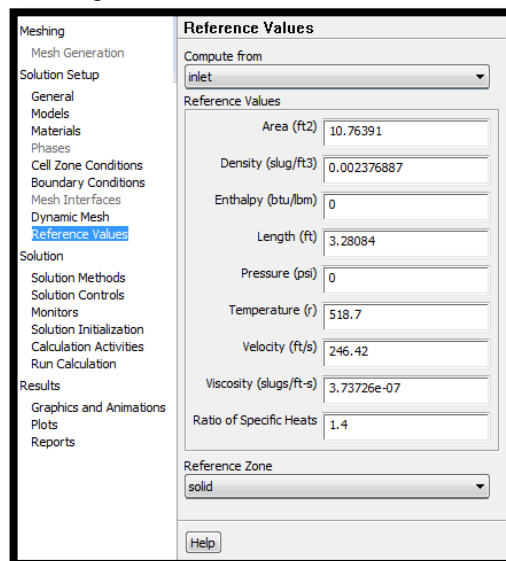 Meshing
Mesh Generation
Solution Setup
General
Models
Materials
Phases
Cell Zone Conditions
Boundary Conditions
Mesh Interfaces
Dynamic Mesh
Reference Values
Solution
Solution Methods
Solution Controls
Monitors
Solution Initialization
Calculation Activities
Run Calculation
Results
Graphics and Animations
Plots
Reports
Reference Values
Compute from
inlet
Reference Values
Area (ft2) 10.76391
Density (slug/ft3) 0.002376887
Enthalpy (btu/lbm) 0
Length (ft) 3.28084
Pressure (psi) 0
Temperature (r) 518.7
Velocity (ft/s) 246.42
Viscosity (slugs/ft-s) 3.73726e-07
Ratio of Specific Heats 1.4
Reference Zone
solid
Help